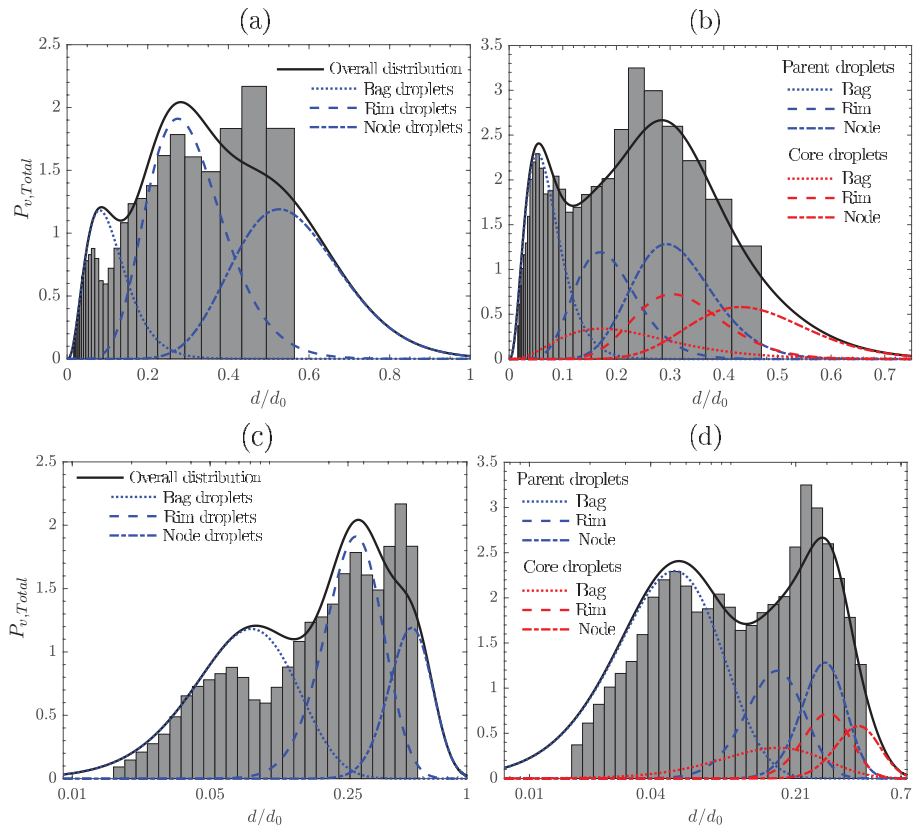 (a)
2.5
2
1.5
1
0.5
0
P_{v,Total}
Overall distribution
Bag droplets
Rim droplets
Node droplets
0 0.2 0.4 0.6 0.8 1
d/d_0
(b)
3.5
3
2.5
2
1.5
1
0.5
0
Parent droplets
Bag
Rim
Node
Core droplets
Bag
Rim
Node
0 0.1 0.2 0.3 0.4 0.5 0.6 0.7
d/d_0
(c)
2.5
2
1.5
1
0.5
0
P_{v,Total}
Overall distribution
Bag droplets
Rim droplets
Node droplets
0.01 0.05 0.25 1
d/d_0
(d)
3.5
3
2.5
2
1.5
1
0.5
0
Parent droplets
Bag
Rim
Node
Core droplets
Bag
Rim
Node
0.01 0.04 0.21 0.7
d/d_0